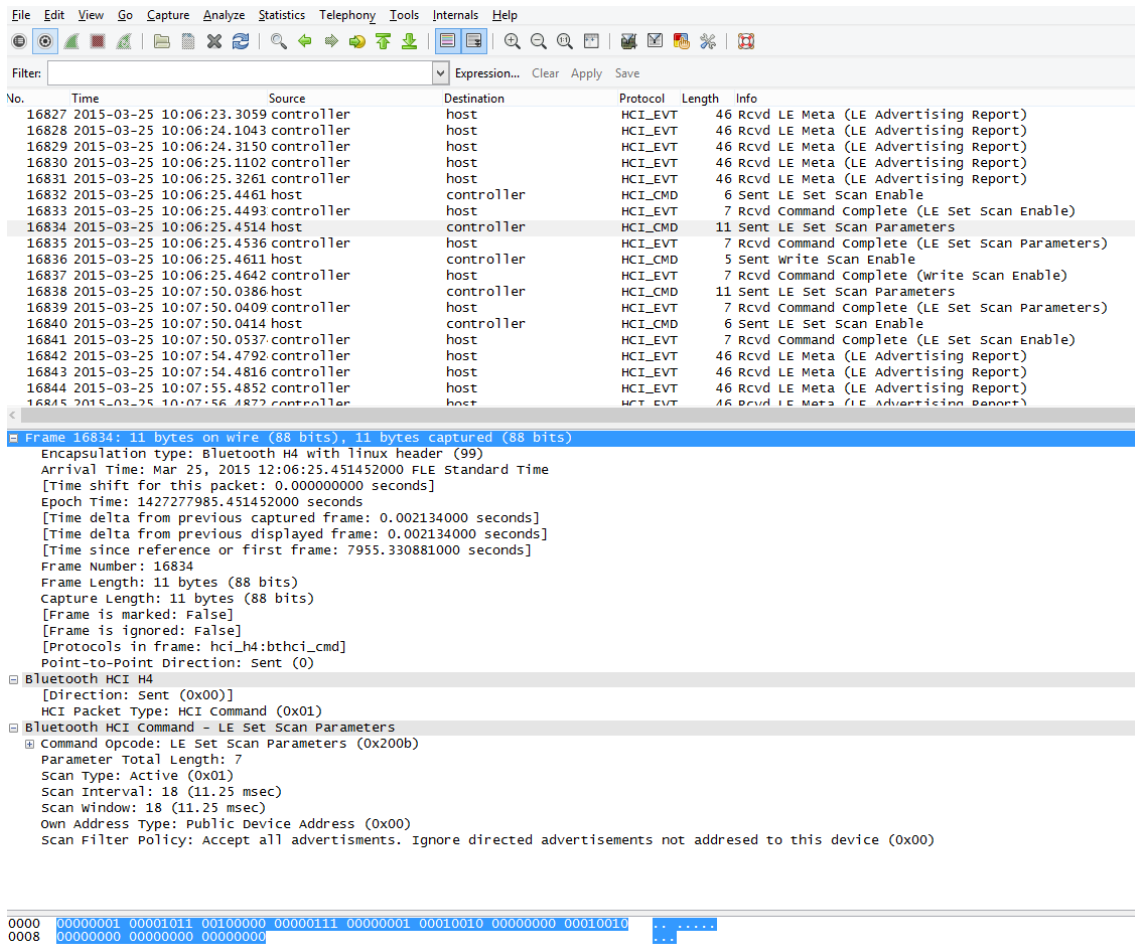 File Edit View Go Capture Analyze Statistics Telephony Tools Internals Help
Filter: Expression... Clear Apply Save
No. Time Source Destination Protocol Length Info
16827 2015-03-25 10:06:23.3059 controller host HCI_EVT 46 Rcvd LE Meta (LE Advertising Report)
16828 2015-03-25 10:06:24.1043 controller host HCI_EVT 46 Rcvd LE Meta (LE Advertising Report)
16829 2015-03-25 10:06:24.3150 controller host HCI_EVT 46 Rcvd LE Meta (LE Advertising Report)
16830 2015-03-25 10:06:25.1102 controller host HCI_EVT 46 Rcvd LE Meta (LE Advertising Report)
16831 2015-03-25 10:06:25.3261 controller host HCI_EVT 46 Rcvd LE Meta (LE Advertising Report)
16832 2015-03-25 10:06:25.4461 host controller HCI_CMD 6 Sent LE Set Scan Enable
16833 2015-03-25 10:06:25.4493 controller host HCI_EVT 7 Rcvd Command Complete (LE Set Scan Enable)
16834 2015-03-25 10:06:25.4514 host controller HCI_CMD 11 Sent LE Set Scan Parameters
16835 2015-03-25 10:06:25.4536 controller host HCI_EVT 7 Rcvd Command Complete (LE Set Scan Parameters)
16836 2015-03-25 10:06:25.4611 host controller HCI_CMD 5 Sent Write Scan Enable
16837 2015-03-25 10:06:25.4642 controller host HCI_EVT 7 Rcvd Command Complete (Write Scan Enable)
16838 2015-03-25 10:07:50.0386 host controller HCI_CMD 11 Sent LE Set Scan Parameters
16839 2015-03-25 10:07:50.0409 controller host HCI_EVT 7 Rcvd Command Complete (LE Set Scan Parameters)
16840 2015-03-25 10:07:50.0414 host controller HCI_CMD 6 Sent LE Set Scan Enable
16841 2015-03-25 10:07:50.0537 controller host HCI_EVT 7 Rcvd Command Complete (LE Set Scan Enable)
16842 2015-03-25 10:07:54.4792 controller host HCI_EVT 46 Rcvd LE Meta (LE Advertising Report)
16843 2015-03-25 10:07:54.4816 controller host HCI_EVT 46 Rcvd LE Meta (LE Advertising Report)
16844 2015-03-25 10:07:55.4852 controller host HCI_EVT 46 Rcvd LE Meta (LE Advertising Report)
16845 2015-03-25 10:07:56.4872 controller host HCI_EVT 46 Rcvd LE Meta (LE Advertising Report)
Frame 16834: 11 bytes on wire (88 bits), 11 bytes captured (88 bits)
Encapsulation type: Bluetooth H4 with linux header (99)
Arrival Time: Mar 25, 2015 12:06:25.451452000 FLE Standard Time
[Time shift for this packet: 0.000000000 seconds]
Epoch Time: 1427277985.451452000 seconds
[Time delta from previous captured frame: 0.002134000 seconds]
[Time delta from previous displayed frame: 0.002134000 seconds]
[Time since reference or first frame: 7955.330881000 seconds]
Frame Number: 16834
Frame Length: 11 bytes (88 bits)
Capture Length: 11 bytes (88 bits)
[Frame is marked: False]
[Frame is ignored: False]
[Protocols in frame: hci_h4:bthci_cmd]
Point-to-Point Direction: Sent (0)
Bluetooth HCI H4
[Direction: Sent (0x00)]
HCI Packet Type: HCI Command (0x01)
Bluetooth HCI Command - LE Set Scan Parameters
Command Opcode: LE Set Scan Parameters (0x200b)
Parameter Total Length: 7
Scan Type: Active (0x01)
Scan Interval: 18 (11.25 msec)
Scan Window: 18 (11.25 msec)
Own Address Type: Public Device Address (0x00)
Scan Filter Policy: Accept all advertisments. Ignore directed advertisements not addresed to this device (0x00)
0000 00000001 00001011 00100000 00000111 00000001 00010010 00000000 00010010 .. .....
0008 00000000 00000000 00000000 ...